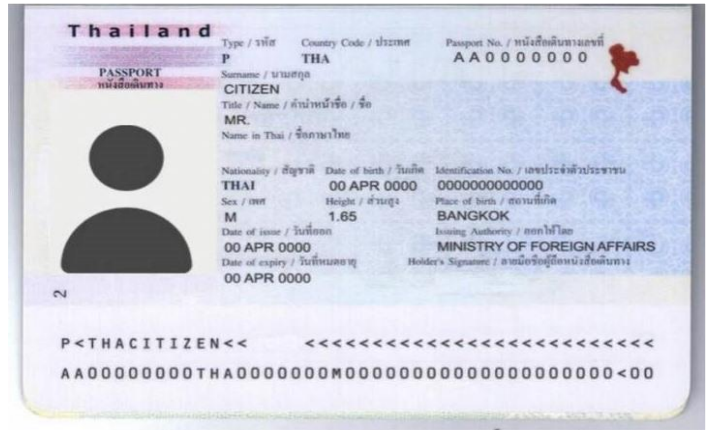 Thailand
PASSPORT
หนังสือเดินทาง
Type / รหัส Country Code / ประเทศ Passport No. / หนังสือเดินทางเลขที่
P THA AA0000000
Surname / นามสกุล
CITIZEN
Title / Name / คำนำหน้าชื่อ / ชื่อ
MR.
Name in Thai / ชื่อภาษาไทย
Nationality / สัญชาติ Date of birth / วันเกิด Identification No. / เลขประจำตัวประชาชน
THAI 00 APR 0000 0000000000000
Sex / เพศ Height / ส่วนสูง Place of birth / สถานที่เกิด
M 1.65 BANGKOK
Date of issue / วันที่ออก Issuing Authority / ออกให้โดย
00 APR 0000 MINISTRY OF FOREIGN AFFAIRS
Date of expiry / วันที่หมดอายุ Holder's Signature / ลายมือชื่อผู้ถือหนังสือเดินทาง
00 APR 0000
2
P<THACITIZEN<< <<<<<<<<<<<<<<<<<<<<<<<<<<
AA00000000THA0000000M00000000000000000000<00